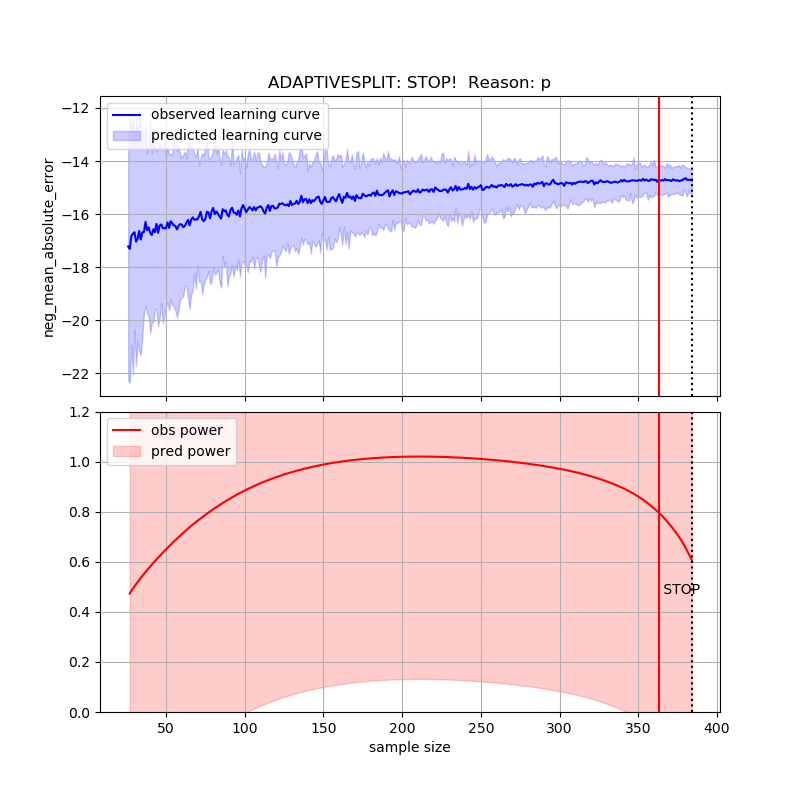 ADAPTIVESPLIT: STOP!  Reason: p
observed learning curve
predicted learning curve
−12
−14
−16
−18
−20
−22
neg_mean_absolute_error
obs power
pred power
1.2
1.0
0.8
0.6
0.4
0.2
0.0
STOP
50
100
150
200
250
300
350
400
sample size